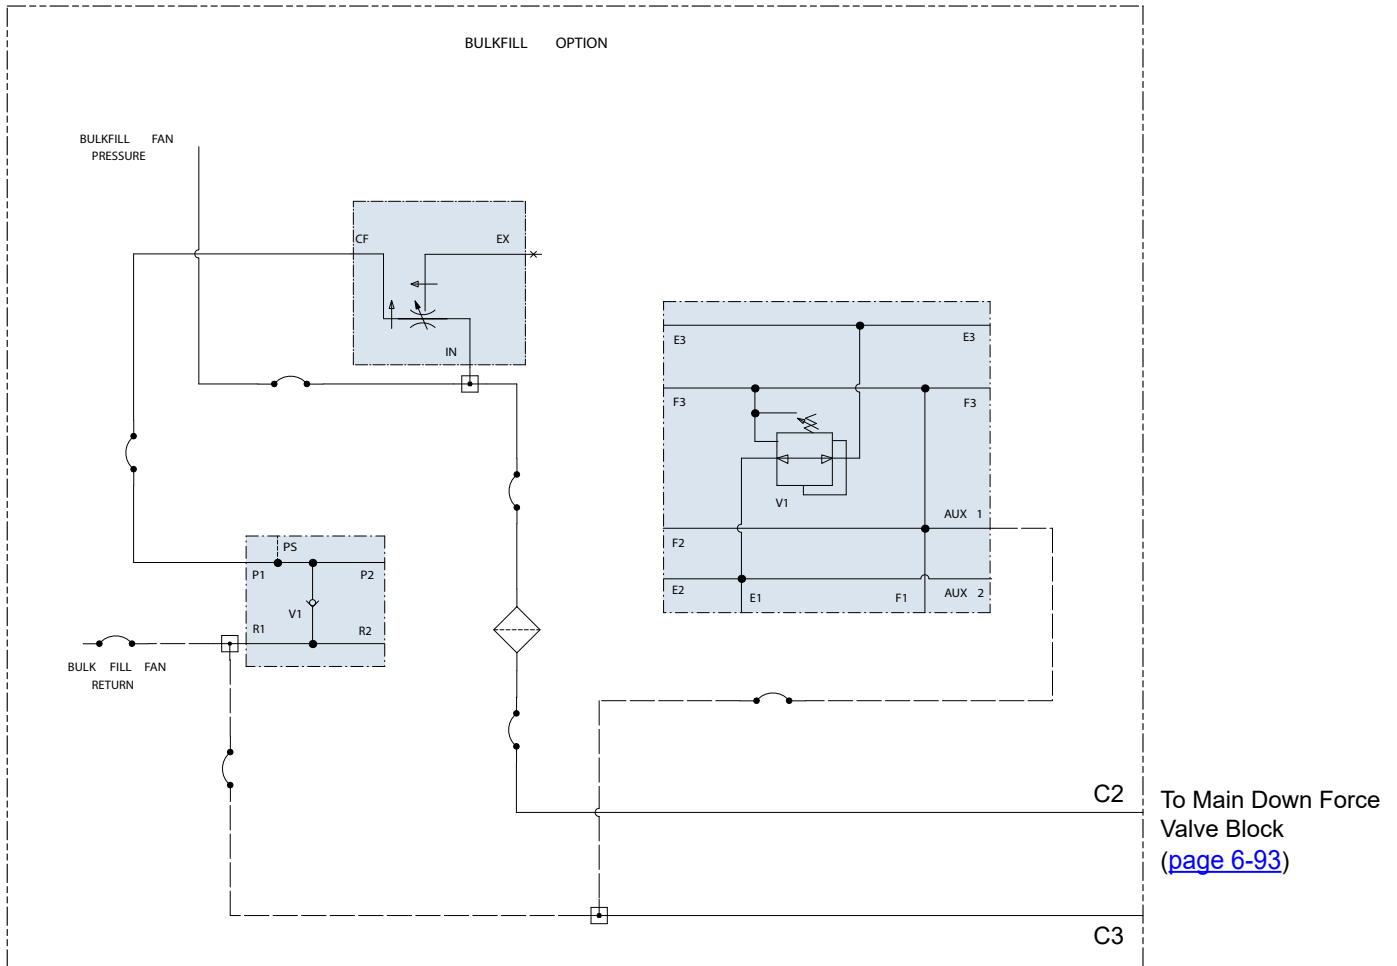 BULKFILL OPTION
BULKFILL FAN
PRESSURE
CF
EX
IN
E3
E3
F3
F3
V1
AUX 1
F2
E2
E1
F1
AUX 2
PS
P1
P2
V1
R1
R2
BULK FILL FAN
RETURN
C2
To Main Down Force
Valve Block
(page 6-93)
C3